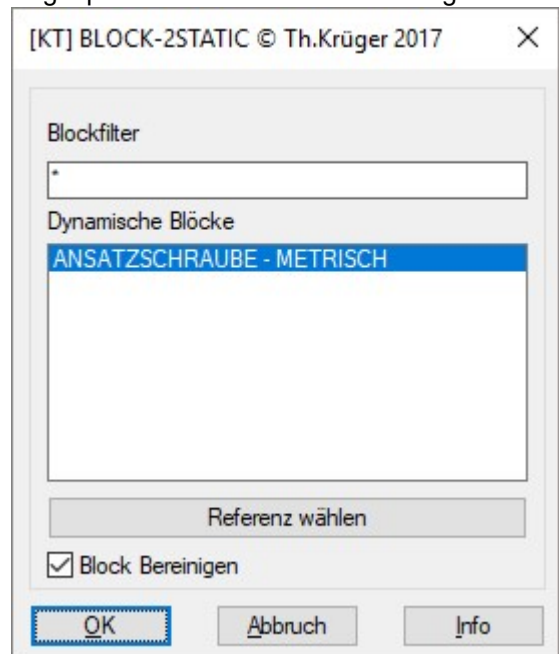 [KT] BLOCK-2STATIC © Th.Krüger 2017
Blockfilter
*
Dynamische Blöcke
ANSATZSCHRAUBE - METRISCH
Referenz wählen
Block Bereinigen
OK Abbruch Info